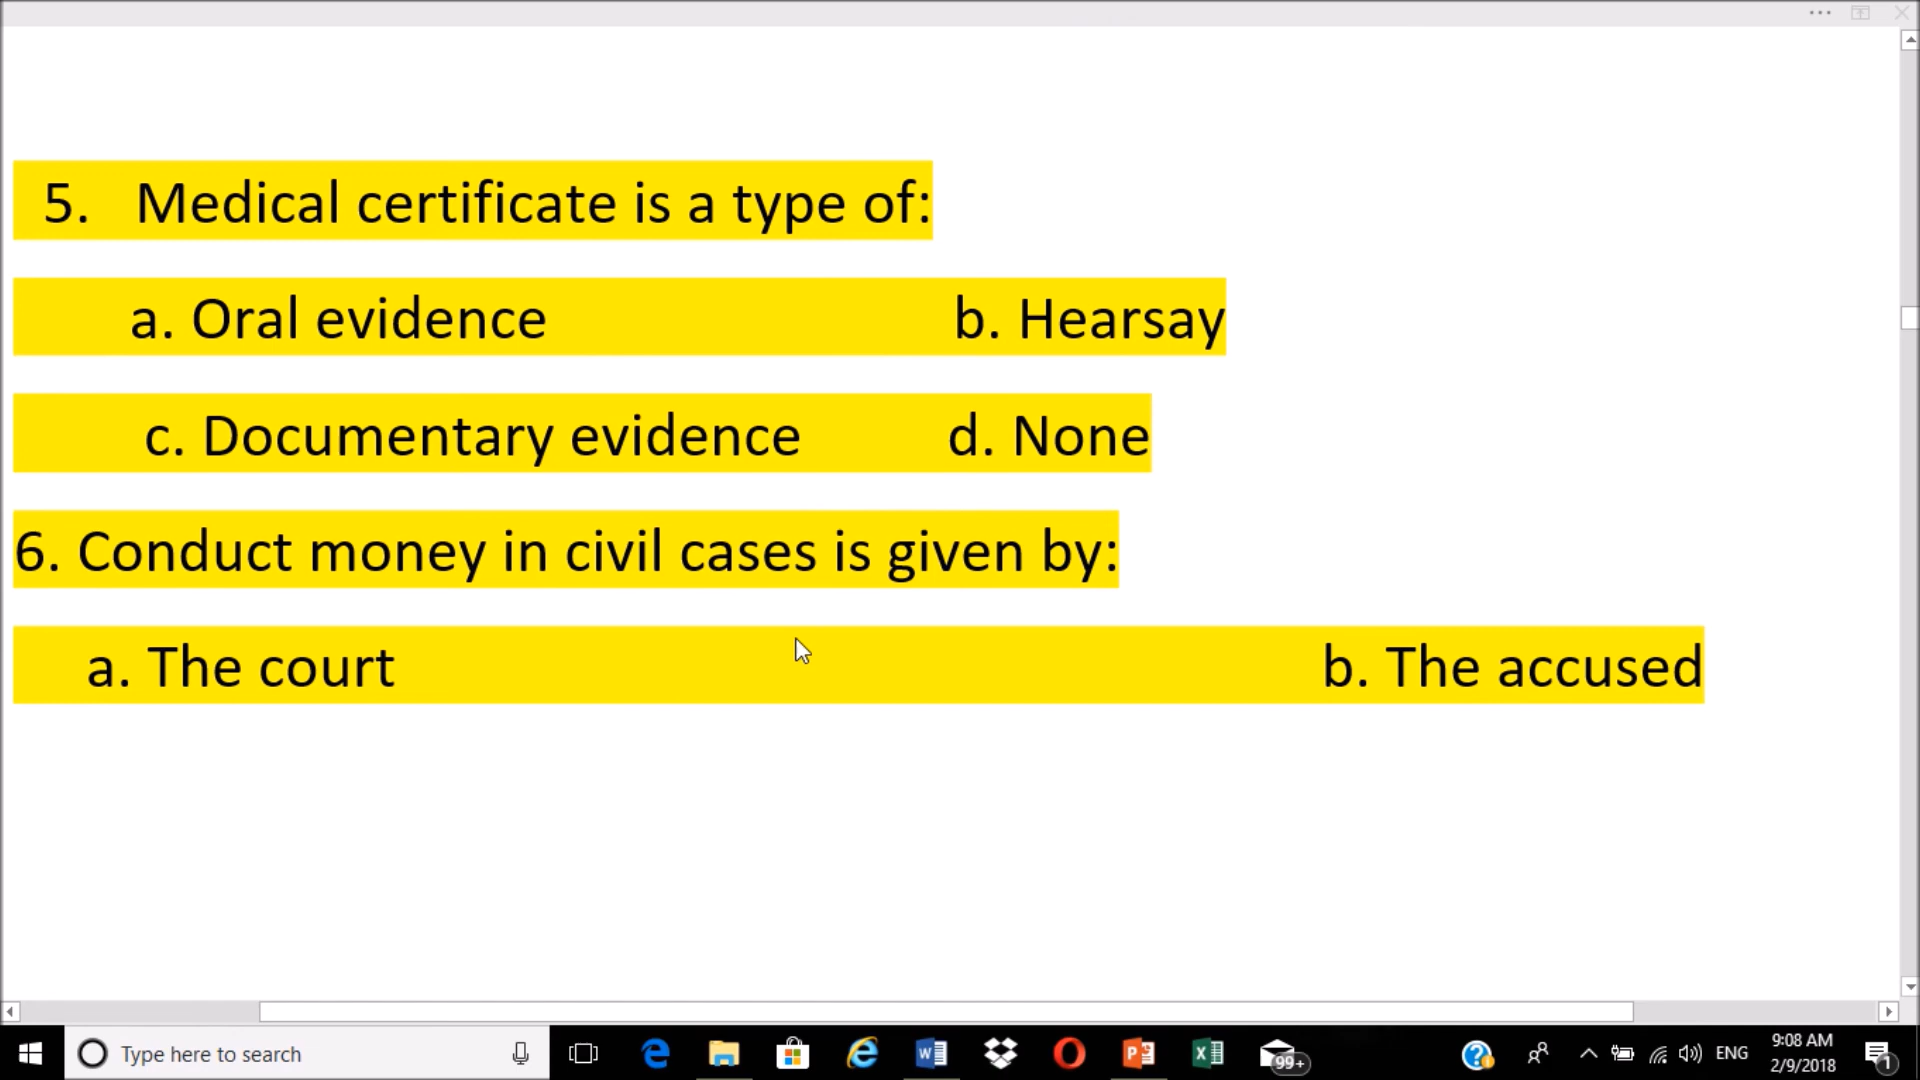 5. Medical certificate is a type of:
a. Oral evidence b. Hearsay
c. Documentary evidence d. None
6. Conduct money in civil cases is given by:
a. The court b. The accused
Type here to search
99+
ENG
9:08 AM
2/9/2018
1